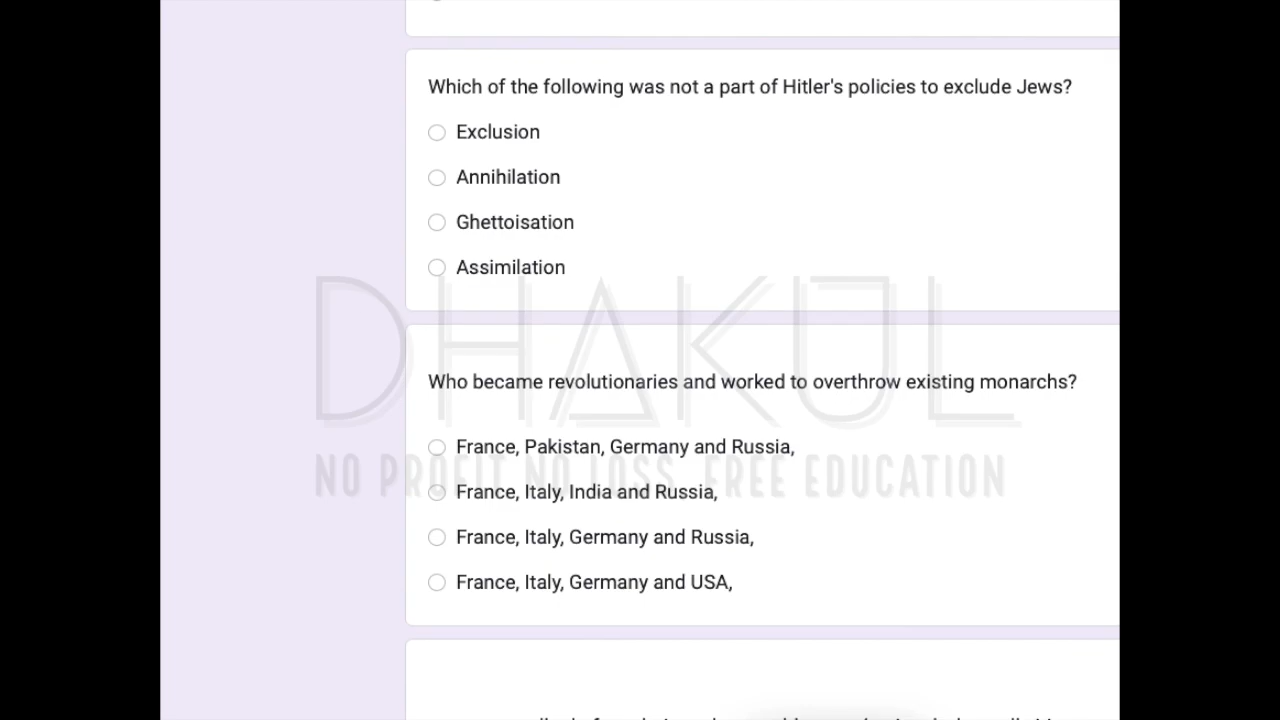 Which of the following was not a part of Hitler's policies to exclude Jews?
Exclusion
Annihilation
Ghettoisation
Assimilation
DHAKUL
Who became revolutionaries and worked to overthrow existing monarchs?
France, Pakistan, Germany and Russia,
NO PROFIT NO LOSS, FREE EDUCATION
France, Italy, India and Russia,
France, Italy, Germany and Russia,
France, Italy, Germany and USA,